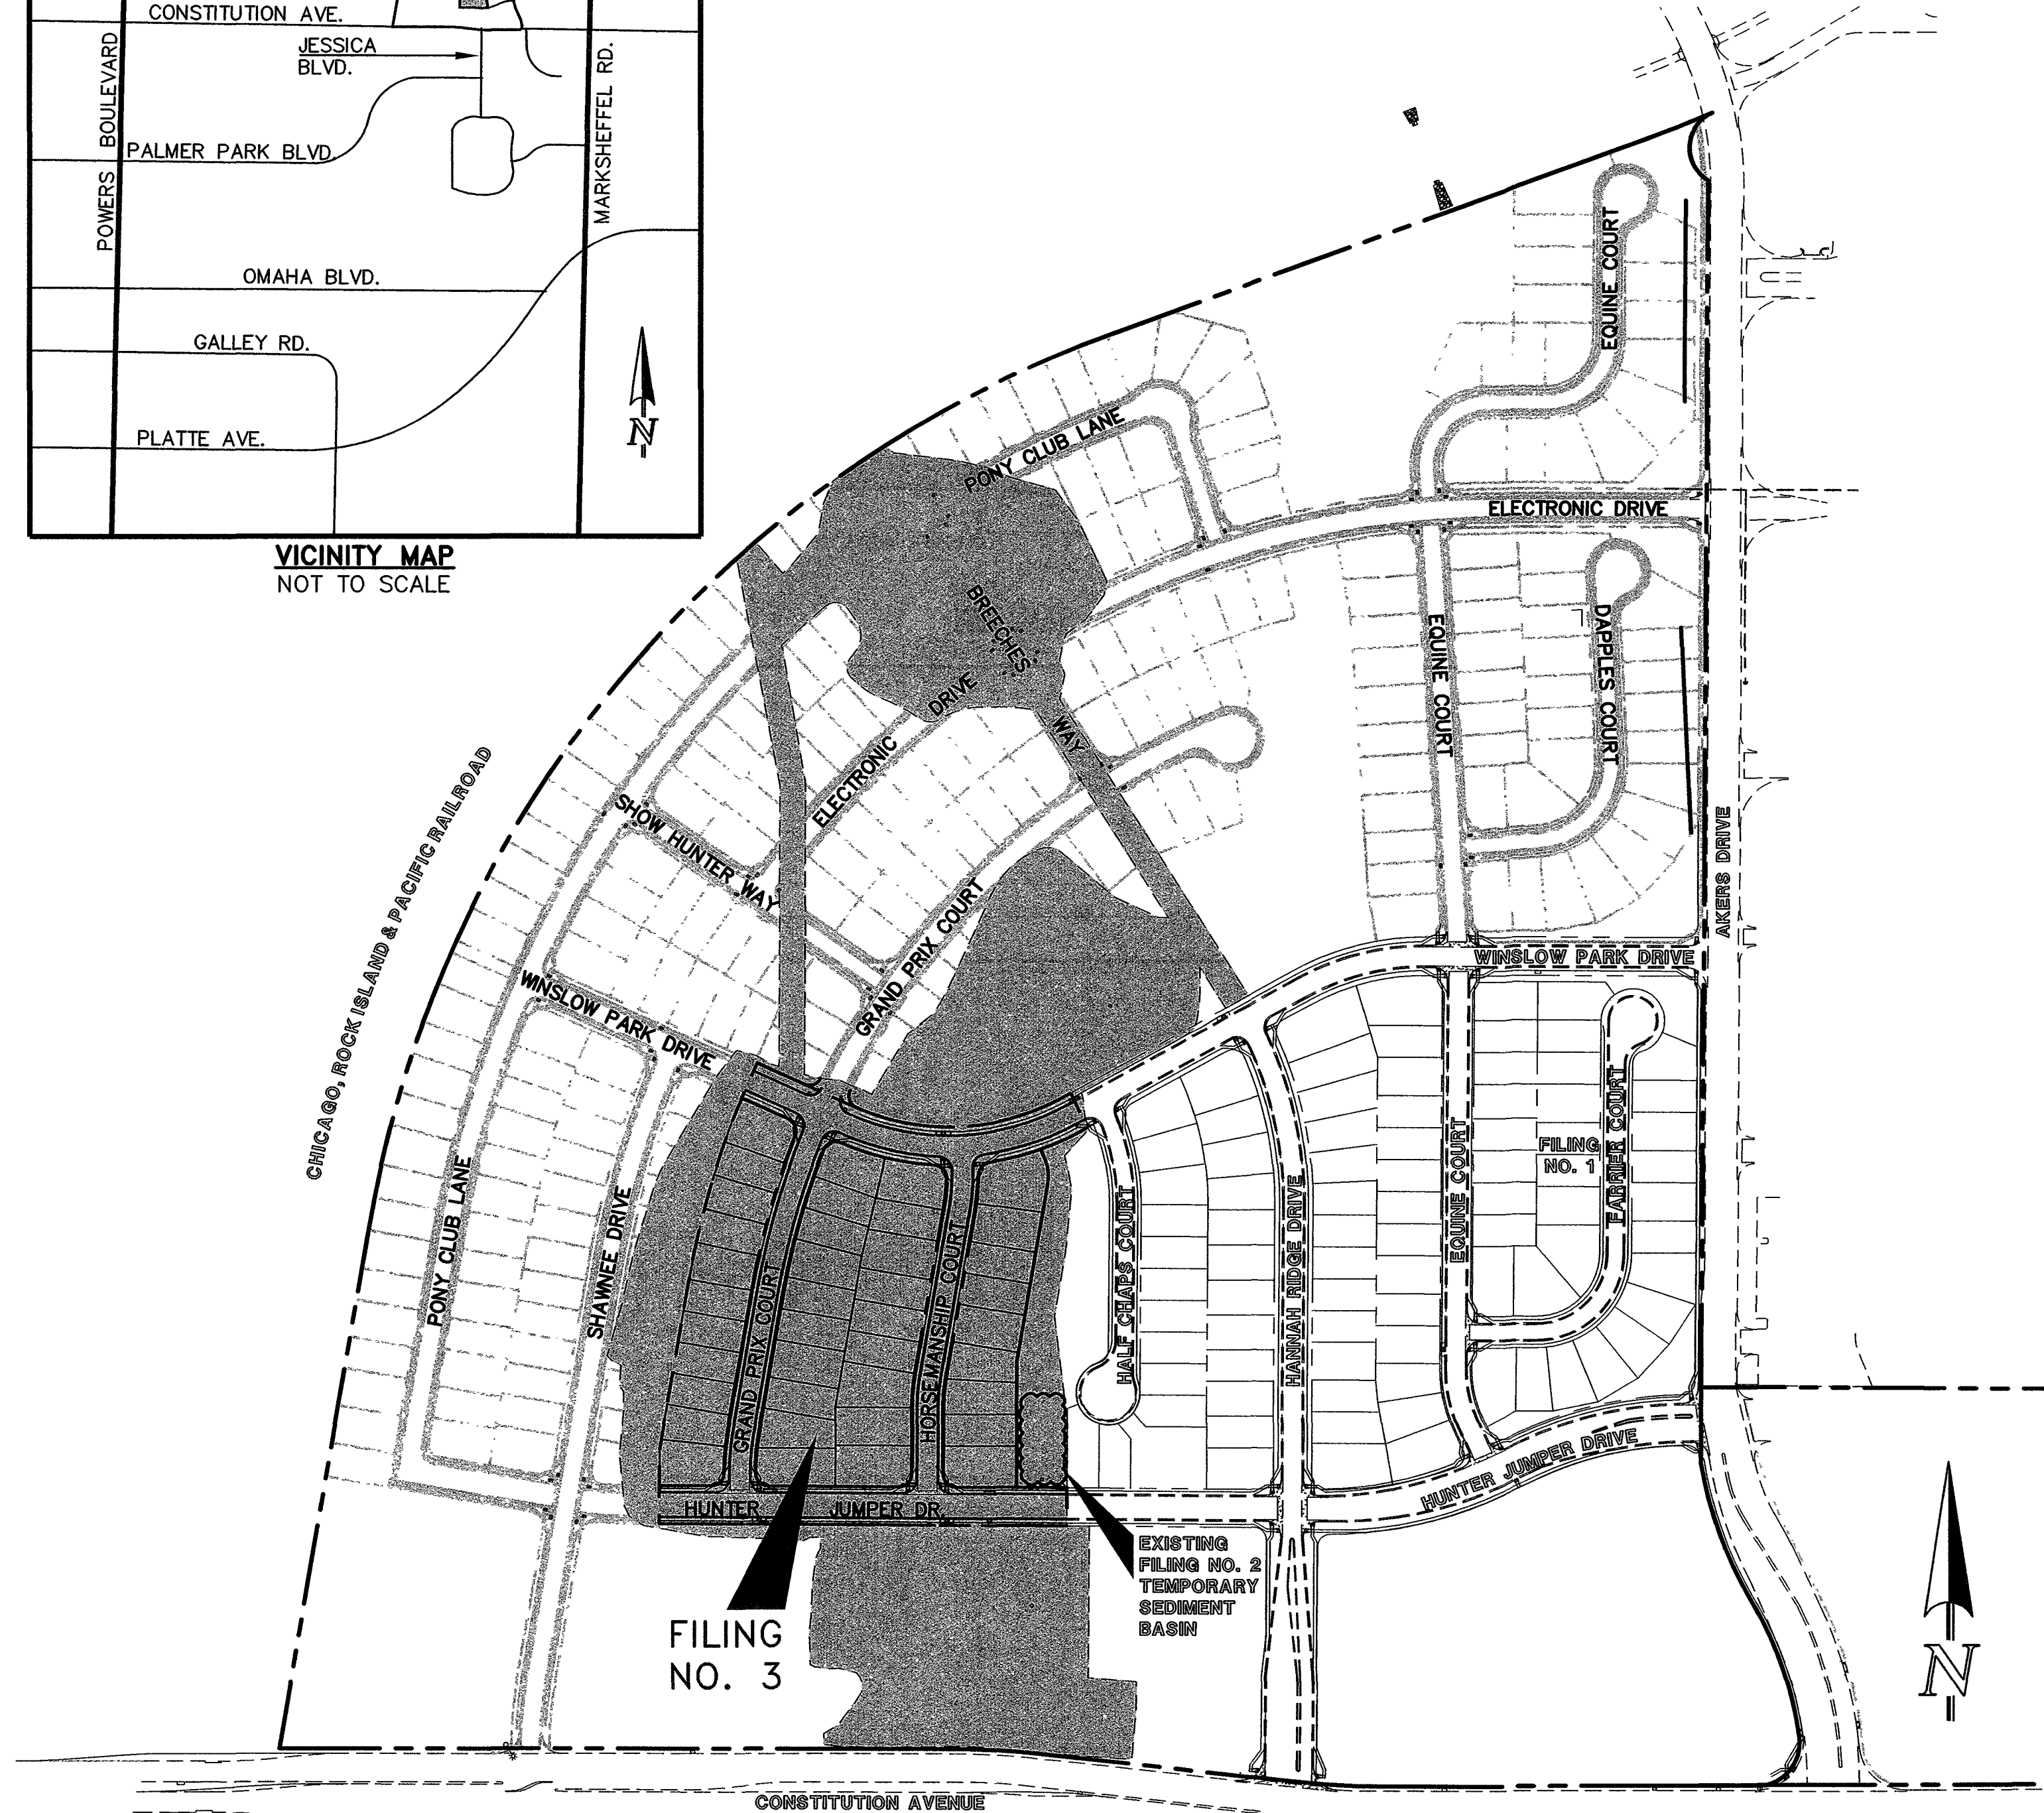 CONSTITUTION AVE.
JESSICA
BLVD.
POWERS BOULEVARD
MARKSHEFFEL RD.
PALMER PARK BLVD.
OMAHA BLVD.
GALLEY RD.
PLATTE AVE.
N
VICINITY MAP
NOT TO SCALE
EQUINE COURT
PONY CLUB LANE
ELECTRONIC DRIVE
BREECHES
WAY
ELECTRONIC
DRIVE
EQUINE COURT
DAPPLES COURT
AKERS DRIVE
CHICAGO, ROCK ISLAND & PACIFIC RAILROAD
SHOW HUNTER WAY
GRAND PRIX COURT
WINSLOW PARK DRIVE
WINSLOW PARK DRIVE
PONY CLUB LANE
SHAWNEE DRIVE
GRAND PRIX COURT
HORSEMANSHIP COURT
HALF CHAPS COURT
HANNAH RIDGE DRIVE
EQUINE COURT
FILING
NO. 1
FARRIER COURT
HUNTER JUMPER DR.
HUNTER JUMPER DRIVE
EXISTING
FILING NO. 2
TEMPORARY
SEDIMENT
BASIN
FILING
NO. 3
N
CONSTITUTION AVENUE